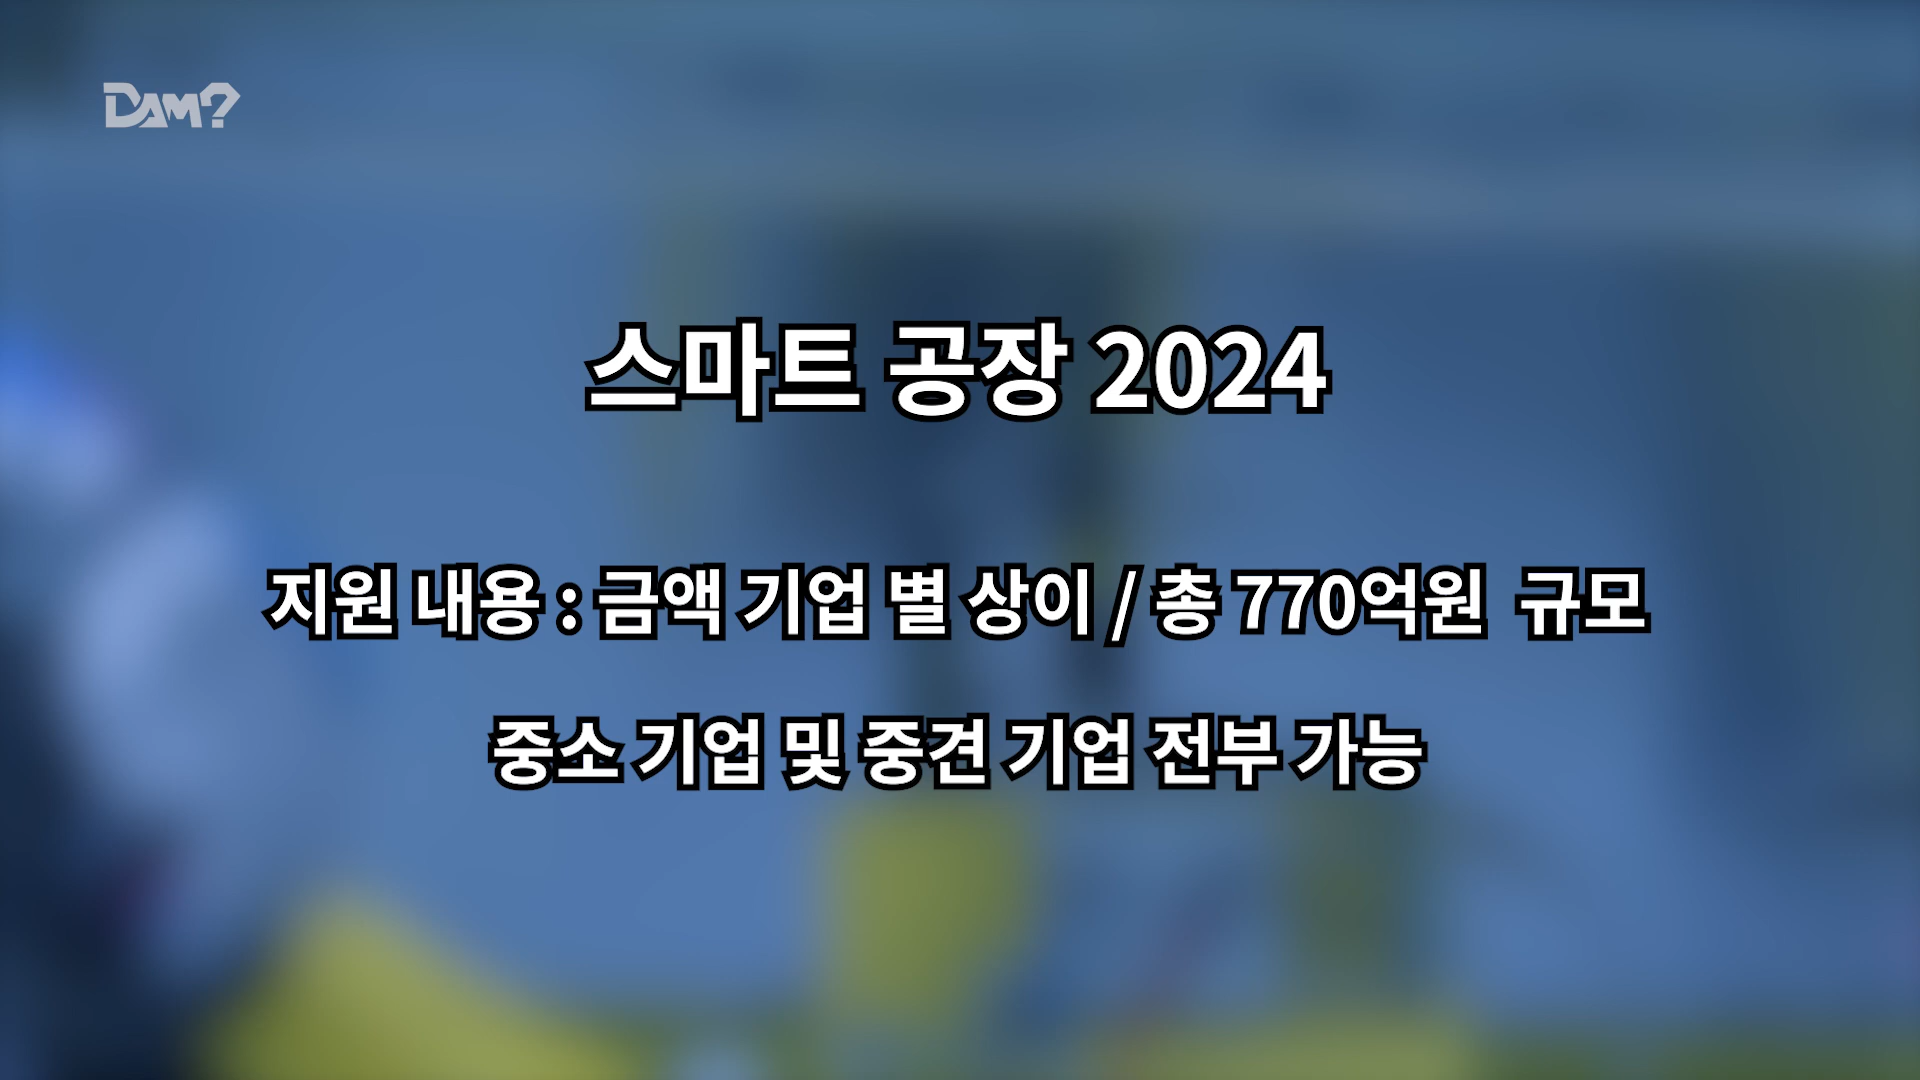 DAM?
스마트 공장 2024
지원 내용 : 금액 기업 별 상이 / 총 770억원 규모
중소 기업 및 중견 기업 전부 가능